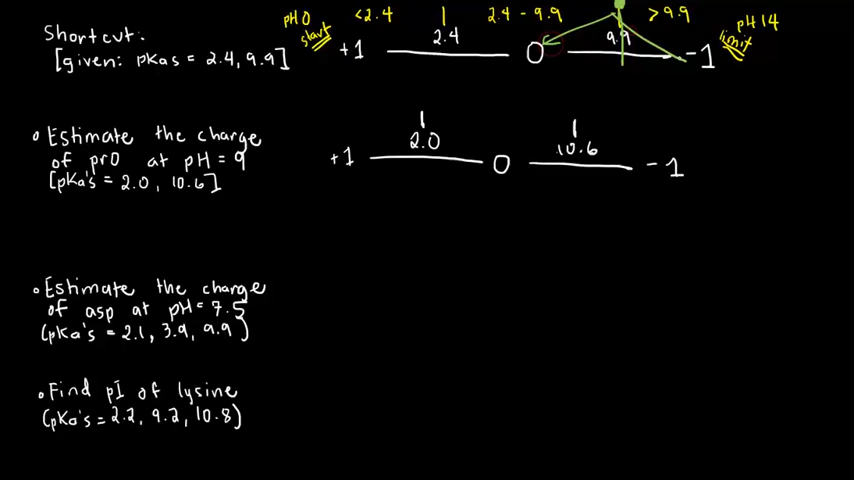 pH 0 <2.4 2.4 - 9.9 >9.9 pH 14
Shortcut: start 2.4 9.9 limit
[given: pKas = 2.4, 9.9] +1 0 -1
• Estimate the charge
of pro at pH = 9
[pKa's = 2.0, 10.6]
2.0 10.6
+1 0 -1
• Estimate the charge
of asp at pH = 7.5
(pKa's = 2.1, 3.9, 9.9)
• Find pI of lysine
(pKa's = 2.2, 9.2, 10.8)